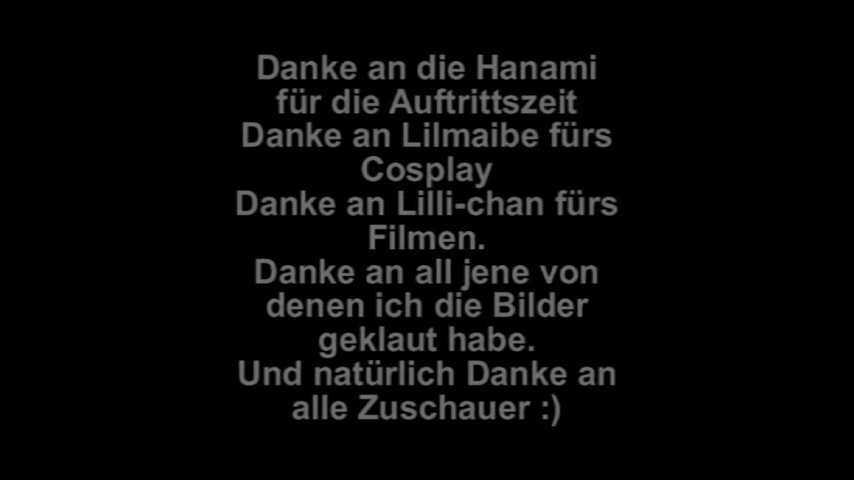 Danke an die Hanami
für die Auftrittszeit
Danke an Lilmaibe fürs
Cosplay
Danke an Lilli-chan fürs
Filmen.
Danke an all jene von
denen ich die Bilder
geklaut habe.
Und natürlich Danke an
alle Zuschauer :)